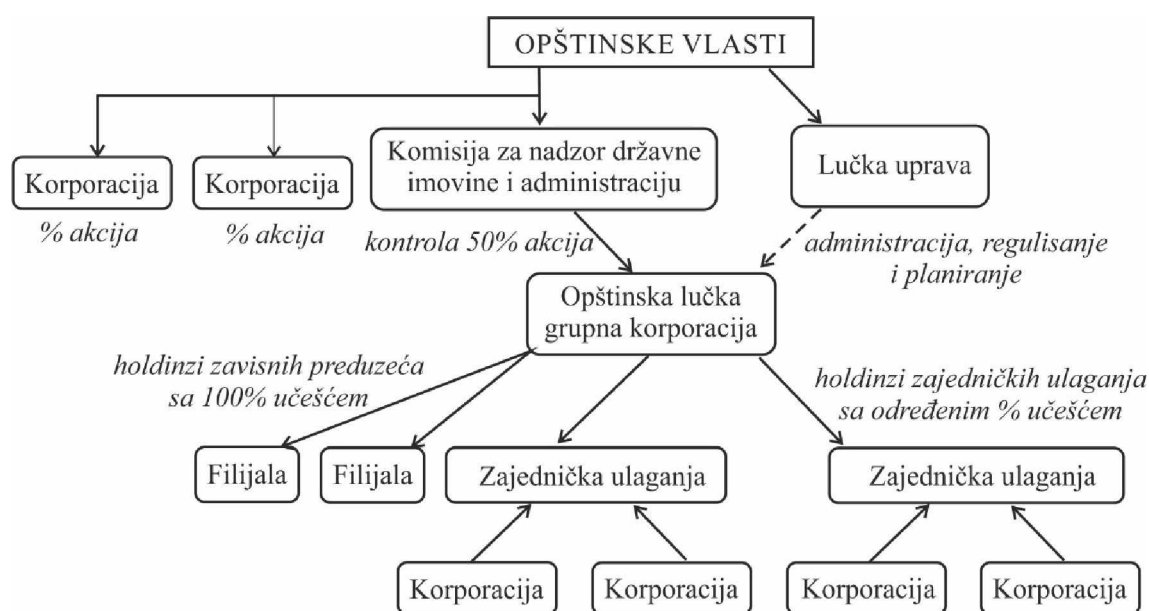 OPŠTINSKE VLASTI
Korporacija
% akcija
Korporacija
% akcija
Komisija za nadzor državne
imovine i administraciju
Lučka uprava
kontrola 50% akcija
administracija, regulisanje
i planiranje
Opštinska lučka
grupna korporacija
holdinzi zavisnih preduzeća
sa 100% učešćem
holdinzi zajedničkih ulaganja
sa određenim % učešćem
Filijala
Filijala
Zajednička ulaganja
Zajednička ulaganja
Korporacija
Korporacija
Korporacija
Korporacija